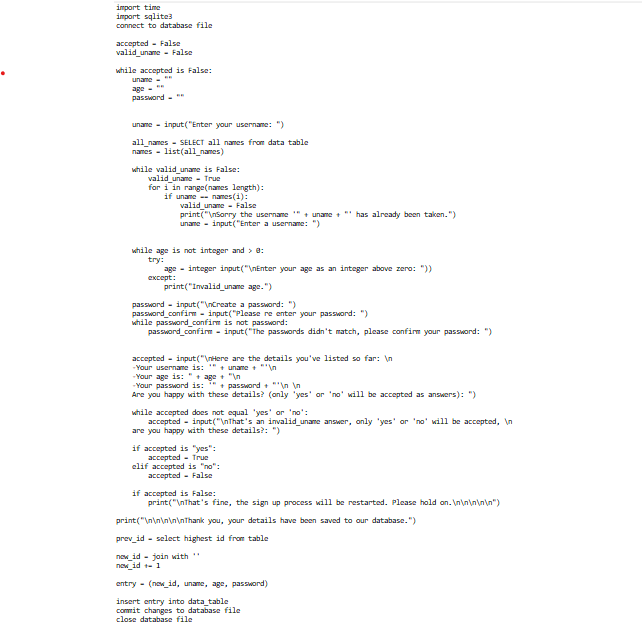 import time
import sqlite3
connect to database file
accepted = False
valid_uname = False
while accepted is False:
uname = ""
age = ""
password = ""
uname = input("Enter your username: ")
all_names = SELECT all names from data table
names = list(all_names)
while valid_uname is False:
valid_uname = True
for i in range(names length):
if uname == names(i):
valid_uname = False
print("\nSorry the username '" + uname + "' has already been taken.")
uname = input("Enter a username: ")
while age is not integer and > 0:
try:
age = integer input("\nEnter your age as an integer above zero: "))
except:
print("Invalid_uname age.")
password = input("\nCreate a password: ")
password_confirm = input("Please re enter your password: ")
while password_confirm is not password:
password_confirm = input("The passwords didn't match, please confirm your password: ")
accepted = input("\nHere are the details you've listed so far: \n
-Your username is: '" + uname + "'\n
-Your age is: " + age + "\n
-Your password is: '" + password + "'\n \n
Are you happy with these details? (only 'yes' or 'no' will be accepted as answers): ")
while accepted does not equal 'yes' or 'no':
accepted = input("\nThat's an invalid_uname answer, only 'yes' or 'no' will be accepted, \n
are you happy with these details?: ")
if accepted is "yes":
accepted = True
elif accepted is "no":
accepted = False
if accepted is False:
print("\nThat's fine, the sign up process will be restarted. Please hold on.\n\n\n\n\n")
print("\n\n\n\n\nThank you, your details have been saved to our database.")
prev_id = select highest id from table
new_id = join with ''
new_id += 1
entry = (new_id, uname, age, password)
insert entry into data_table
commit changes to database file
close database file